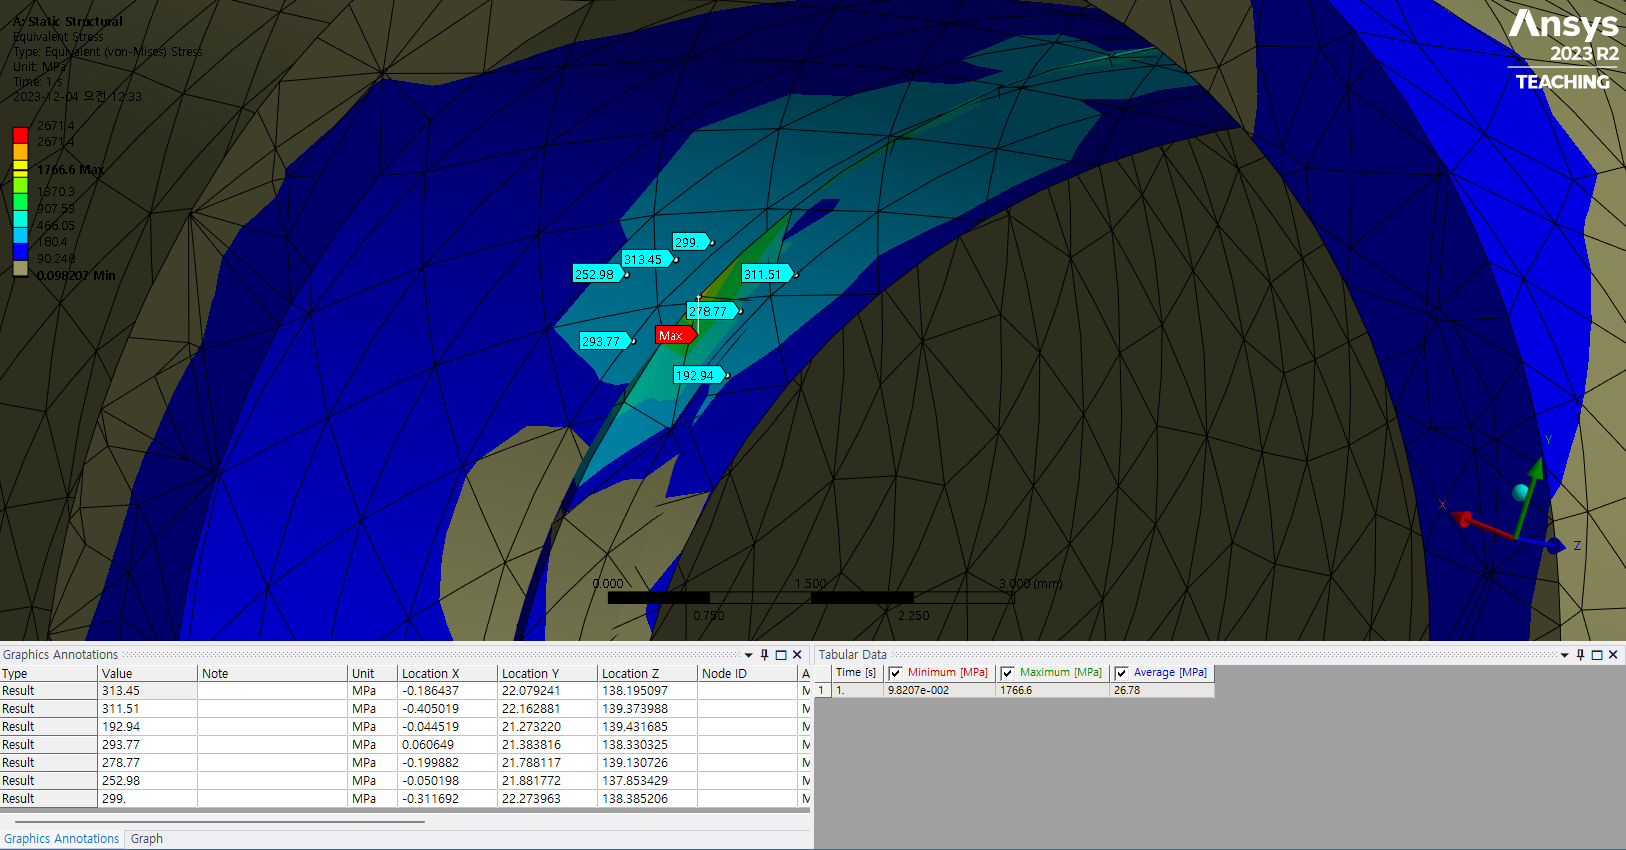 A: Static Structural
Equivalent Stress
Type: Equivalent (von-Mises) Stress
Unit: MPa
Time: 1 s
2023-12-04 오전 12:33
2671.4
2671.4
1766.6 Max
1370.3
907.53
466.05
180.4
90.248
0.098207 Min
Ansys
2023 R2
TEACHING
299.
313.45
252.98
311.51
278.77
Max
293.77
192.94
Y
X
Z
0.000 1.500 3.000 (mm)
0.750 2.250
Graphics Annotations
Type Value Note Unit Location X Location Y Location Z Node ID A
Result 313.45 MPa -0.186437 22.079241 138.195097 M
Result 311.51 MPa -0.405019 22.162881 139.373988 M
Result 192.94 MPa -0.044519 21.273220 139.431685 M
Result 293.77 MPa 0.060649 21.383816 138.330325 M
Result 278.77 MPa -0.199882 21.788117 139.130726 M
Result 252.98 MPa -0.050198 21.881772 137.853429 M
Result 299. MPa -0.311692 22.273963 138.385206 M
Graphics Annotations Graph
Tabular Data
Time [s] Minimum [MPa] Maximum [MPa] Average [MPa]
1 1. 9.8207e-002 1766.6 26.78